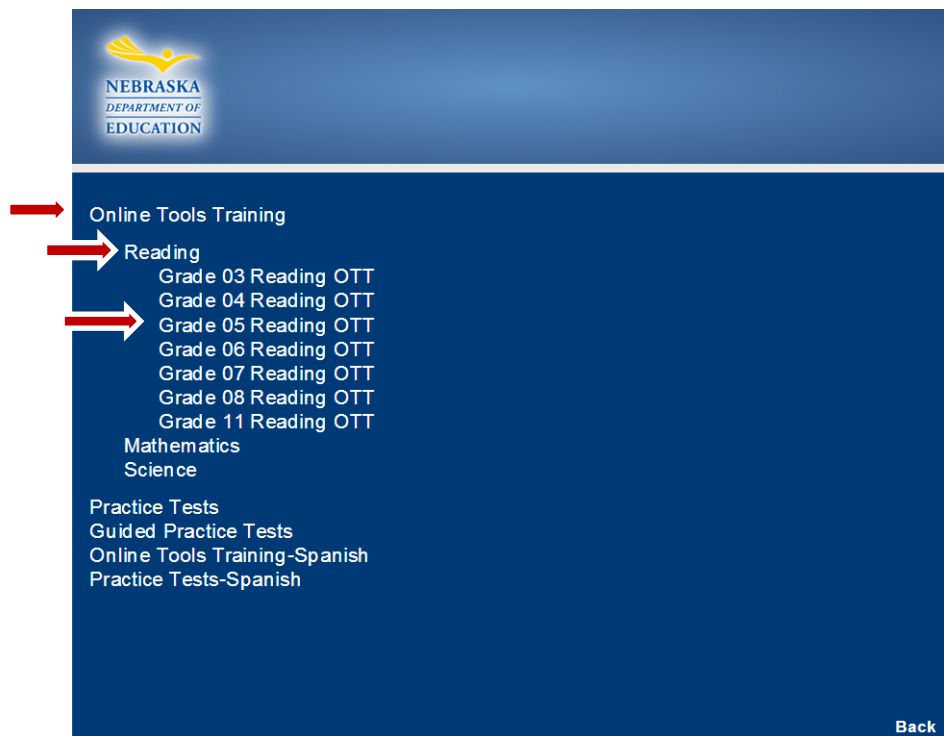 NEBRASKA
DEPARTMENT OF
EDUCATION
Online Tools Training
Reading
Grade 03 Reading OTT
Grade 04 Reading OTT
Grade 05 Reading OTT
Grade 06 Reading OTT
Grade 07 Reading OTT
Grade 08 Reading OTT
Grade 11 Reading OTT
Mathematics
Science
Practice Tests
Guided Practice Tests
Online Tools Training-Spanish
Practice Tests-Spanish
Back